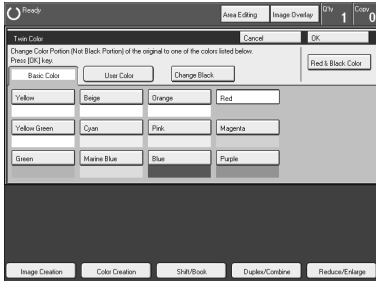 Ready Area Editing Image Overlay Q'ty 1 Copy 0
Twin Color Cancel OK
Change Color Portion (Not Black Portion) of the original to one of the colors listed below.
Press [OK] key.
Red & Black Color
Basic Color User Color Change Black
Yellow Beige Orange Red
Yellow Green Cyan Pink Magenta
Green Marine Blue Blue Purple
Image Creation Color Creation Shift/Book Duplex/Combine Reduce/Enlarge